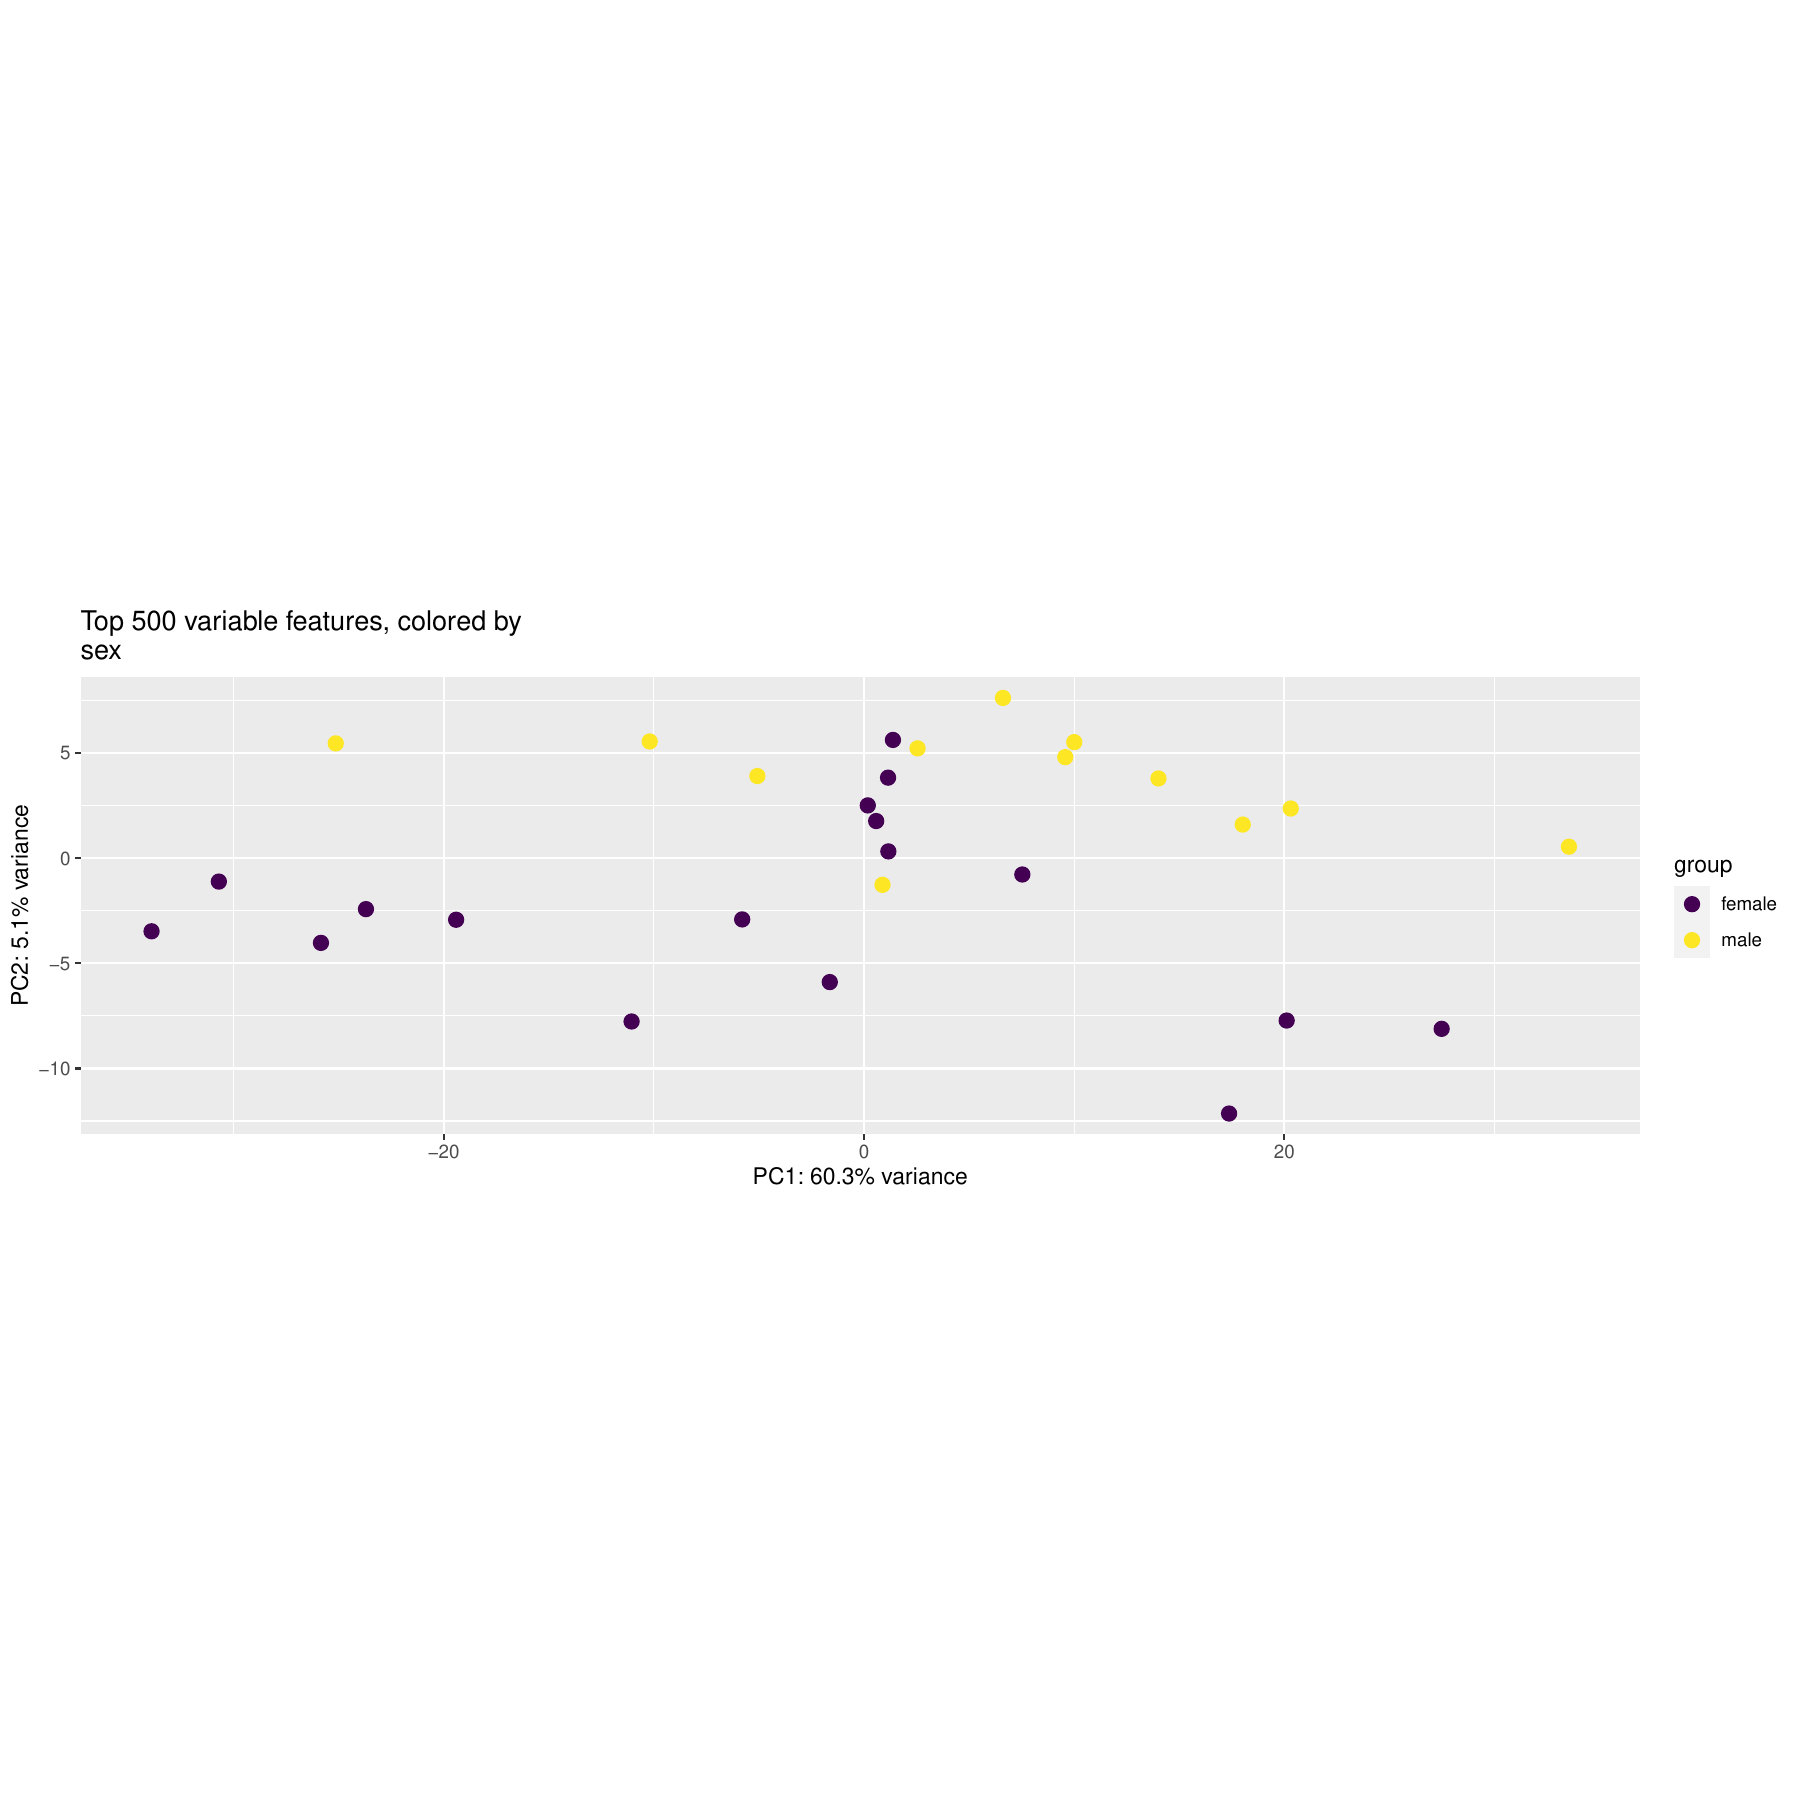 Top 500 variable features, colored by
sex
5
0
−5
−10
−20
0
20
PC1: 60.3% variance
PC2: 5.1% variance
group
female
male